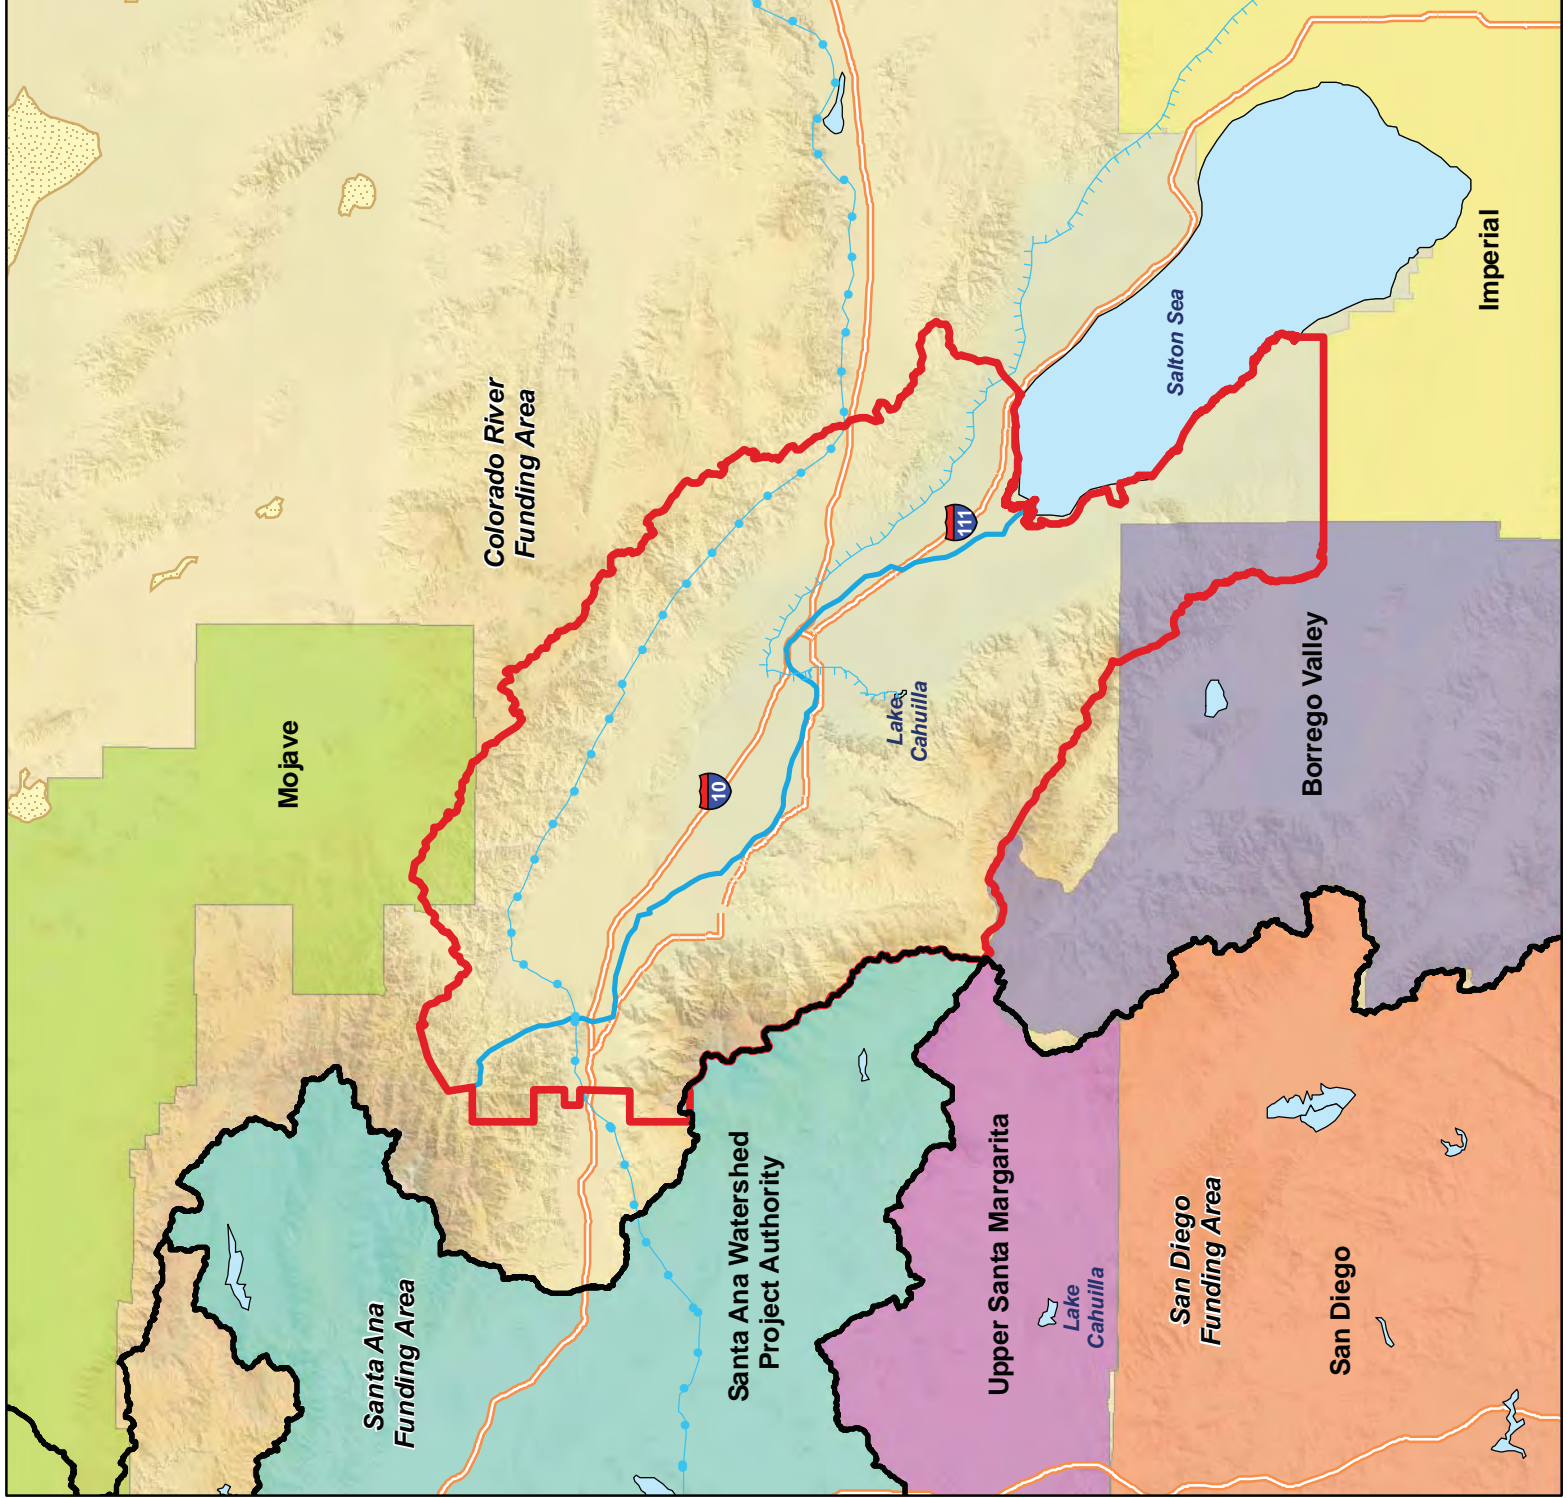 Mojave
Colorado River
Funding Area
Santa Ana
Funding Area
10
111
Salton Sea
Imperial
Lake
Cahuilla
Santa Ana Watershed
Project Authority
Borrego Valley
Upper Santa Margarita
Lake
Cahuilla
San Diego
Funding Area
San Diego